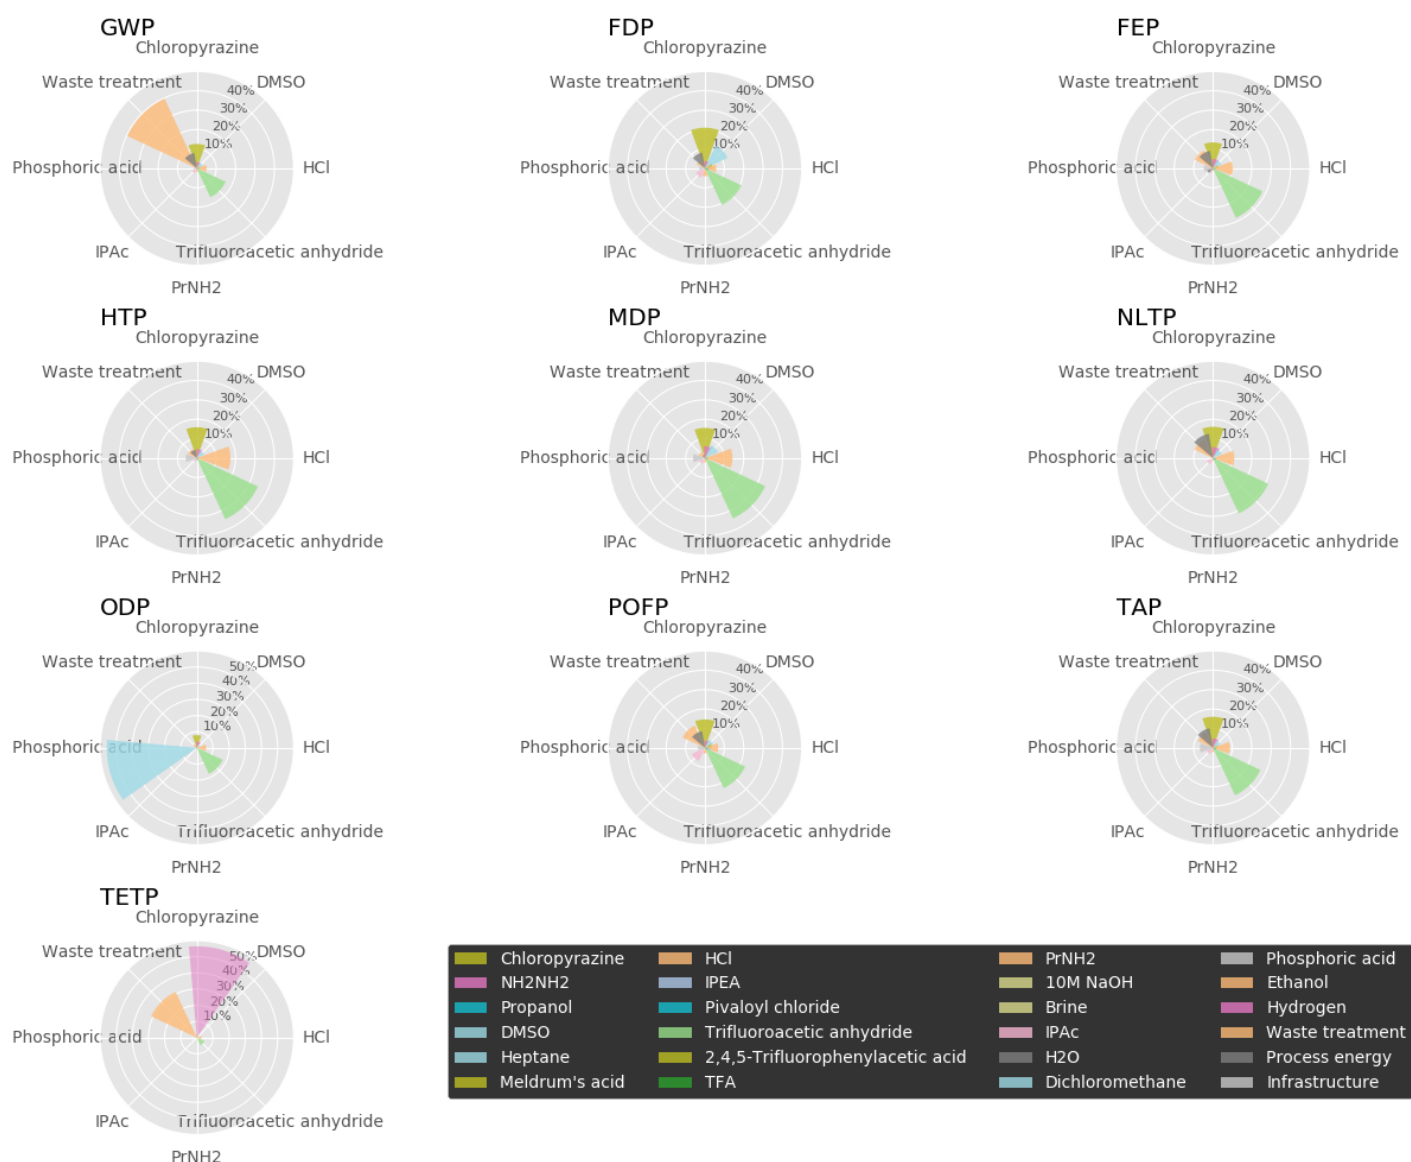 GWP
Chloropyrazine
Waste treatment
DMSO
40%
30%
20%
10%
Phosphoric acid
HCl
IPAc
Trifluoroacetic anhydride
PrNH2
FDP
Chloropyrazine
Waste treatment
DMSO
40%
30%
20%
10%
Phosphoric acid
HCl
IPAc
Trifluoroacetic anhydride
PrNH2
FEP
Chloropyrazine
Waste treatment
DMSO
40%
30%
20%
10%
Phosphoric acid
HCl
IPAc
Trifluoroacetic anhydride
PrNH2
HTP
Chloropyrazine
Waste treatment
DMSO
40%
30%
20%
10%
Phosphoric acid
HCl
IPAc
Trifluoroacetic anhydride
PrNH2
MDP
Chloropyrazine
Waste treatment
DMSO
40%
30%
20%
10%
Phosphoric acid
HCl
IPAc
Trifluoroacetic anhydride
PrNH2
NLTP
Chloropyrazine
Waste treatment
DMSO
40%
30%
20%
10%
Phosphoric acid
HCl
IPAc
Trifluoroacetic anhydride
PrNH2
ODP
Chloropyrazine
Waste treatment
DMSO
50%
40%
30%
20%
10%
Phosphoric acid
HCl
IPAc
Trifluoroacetic anhydride
PrNH2
POFP
Chloropyrazine
Waste treatment
DMSO
40%
30%
20%
10%
Phosphoric acid
HCl
IPAc
Trifluoroacetic anhydride
PrNH2
TAP
Chloropyrazine
Waste treatment
DMSO
40%
30%
20%
10%
Phosphoric acid
HCl
IPAc
Trifluoroacetic anhydride
PrNH2
TETP
Chloropyrazine
Waste treatment
DMSO
50%
40%
30%
20%
10%
Phosphoric acid
HCl
IPAc
Trifluoroacetic anhydride
PrNH2
Chloropyrazine
NH2NH2
Propanol
DMSO
Heptane
Meldrum's acid
HCl
IPEA
Pivaloyl chloride
Trifluoroacetic anhydride
2,4,5-Trifluorophenylacetic acid
TFA
PrNH2
10M NaOH
Brine
IPAc
H2O
Dichloromethane
Phosphoric acid
Ethanol
Hydrogen
Waste treatment
Process energy
Infrastructure